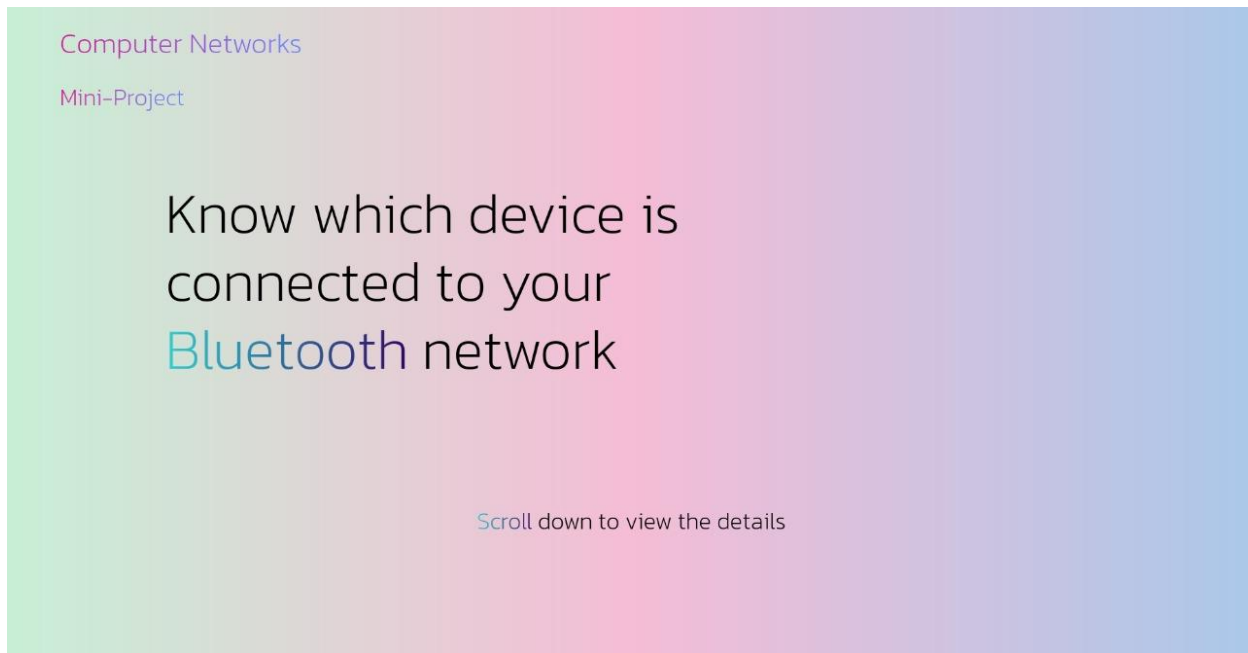 Computer Networks
Mini-Project
Know which device is
connected to your
Bluetooth network
Scroll down to view the details